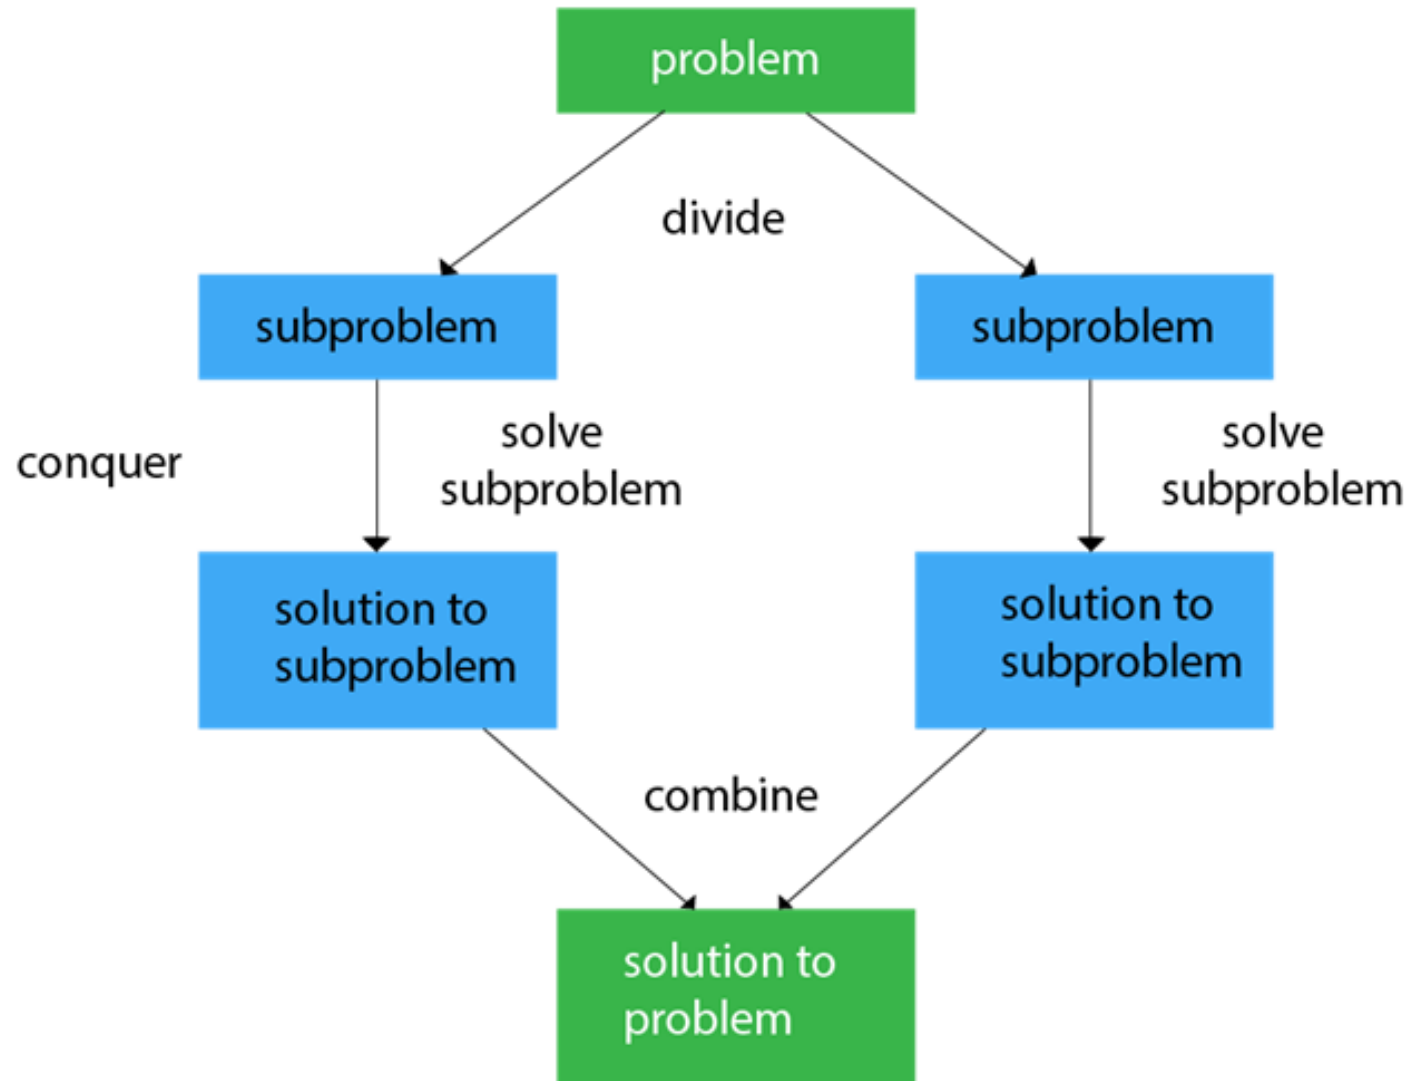 problem
divide
subproblem
subproblem
conquer
solve
subproblem
solve
subproblem
solution to
subproblem
solution to
subproblem
combine
solution to
problem